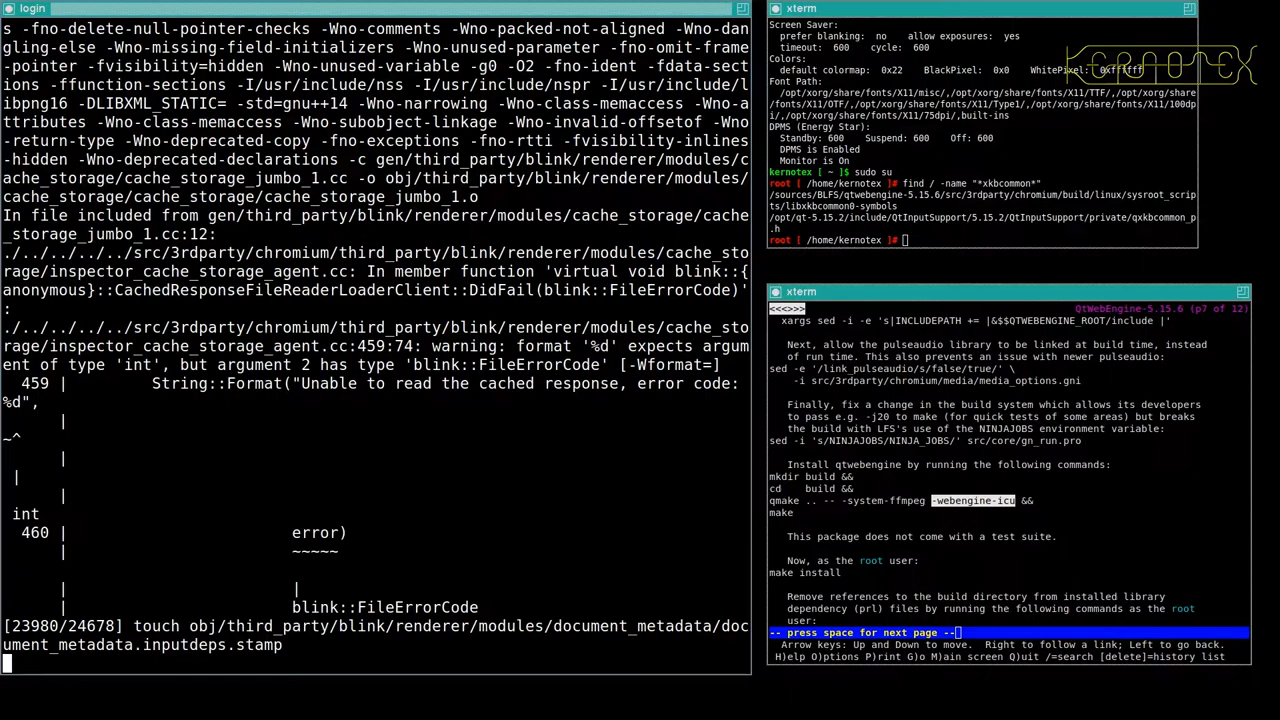 login
s -fno-delete-null-pointer-checks -Wno-comments -Wno-packed-not-aligned -Wno-dan
gling-else -Wno-missing-field-initializers -Wno-unused-parameter -fno-omit-frame
-pointer -fvisibility=hidden -Wno-unused-variable -g0 -O2 -fno-ident -fdata-sect
ions -ffunction-sections -I/usr/include/nss -I/usr/include/nspr -I/usr/include/l
ibpng16 -DLIBXML_STATIC= -std=gnu++14 -Wno-narrowing -Wno-class-memaccess -Wno-a
ttributes -Wno-class-memaccess -Wno-subobject-linkage -Wno-invalid-offsetof -Wno
-return-type -Wno-deprecated-copy -fno-exceptions -fno-rtti -fvisibility-inlines
-hidden -Wno-deprecated-declarations -c gen/third_party/blink/renderer/modules/c
ache_storage/cache_storage_jumbo_1.cc -o obj/third_party/blink/renderer/modules/
cache_storage/cache_storage/cache_storage_jumbo_1.o
In file included from gen/third_party/blink/renderer/modules/cache_storage/cache
_storage_jumbo_1.cc:12:
./../../../../src/3rdparty/chromium/third_party/blink/renderer/modules/cache_sto
rage/inspector_cache_storage_agent.cc: In member function 'virtual void blink::{
anonymous}::CachedResponseFileReaderLoaderClient::DidFail(blink::FileErrorCode)'
:
./../../../../src/3rdparty/chromium/third_party/blink/renderer/modules/cache_sto
rage/inspector_cache_storage_agent.cc:459:74: warning: format '%d' expects argum
ent of type 'int', but argument 2 has type 'blink::FileErrorCode' [-Wformat=]
459 | String::Format("Unable to read the cached response, error code:
%d",
|
~^
|
|
|
int
460 | error)
| ~~~~~
|
| |
| blink::FileErrorCode
[23980/24678] touch obj/third_party/blink/renderer/modules/document_metadata/doc
ument_metadata.inputdeps.stamp
xterm
Screen Saver:
prefer blanking: no allow exposures: yes
timeout: 600 cycle: 600
Colors:
default colormap: 0x22 BlackPixel: 0x0 WhitePixel: 0xffffff
KERNOTEX
Font Path:
/opt/xorg/share/fonts/X11/misc/,/opt/xorg/share/fonts/X11/TTF/,/opt/xorg/share
/fonts/X11/OTF/,/opt/xorg/share/fonts/X11/Type1/,/opt/xorg/share/fonts/X11/100dp
i/,/opt/xorg/share/fonts/X11/75dpi/,built-ins
DPMS (Energy Star):
Standby: 600 Suspend: 600 Off: 600
DPMS is Enabled
Monitor is On
kernotex [ ~ ]$ sudo su
root [ /home/kernotex ]# find / -name "*xkbcommon*"
/sources/BLFS/qtwebengine-5.15.6/src/3rdparty/chromium/build/linux/sysroot_scrip
ts/libxkbcommon0-symbols
/opt/qt-5.15.2/include/QtInputSupport/5.15.2/QtInputSupport/private/qxkbcommon_p
.h
root [ /home/kernotex ]#
xterm
<<<>>> QtWebEngine-5.15.6 (p7 of 12)
xargs sed -i -e 's|INCLUDEPATH += |&$$QTWEBENGINE_ROOT/include |'
Next, allow the pulseaudio library to be linked at build time, instead
of run time. This also prevents an issue with newer pulseaudio:
sed -e '/link_pulseaudio/s/false/true/' \
-i src/3rdparty/chromium/media/media_options.gni
Finally, fix a change in the build system which allows its developers
to pass e.g. -j20 to make (for quick tests of some areas) but breaks
the build with LFS's use of the NINJAJOBS environment variable:
sed -i 's/NINJAJOBS/NINJA_JOBS/' src/core/gn_run.pro
Install qtwebengine by running the following commands:
mkdir build &&
cd build &&
qmake .. -- -system-ffmpeg -webengine-icu &&
make
This package does not come with a test suite.
Now, as the root user:
make install
Remove references to the build directory from installed library
dependency (prl) files by running the following commands as the root
user:
-- press space for next page --
Arrow keys: Up and Down to move. Right to follow a link; Left to go back.
H)elp O)ptions P)rint G)o M)ain screen Q)uit /=search [delete]=history list